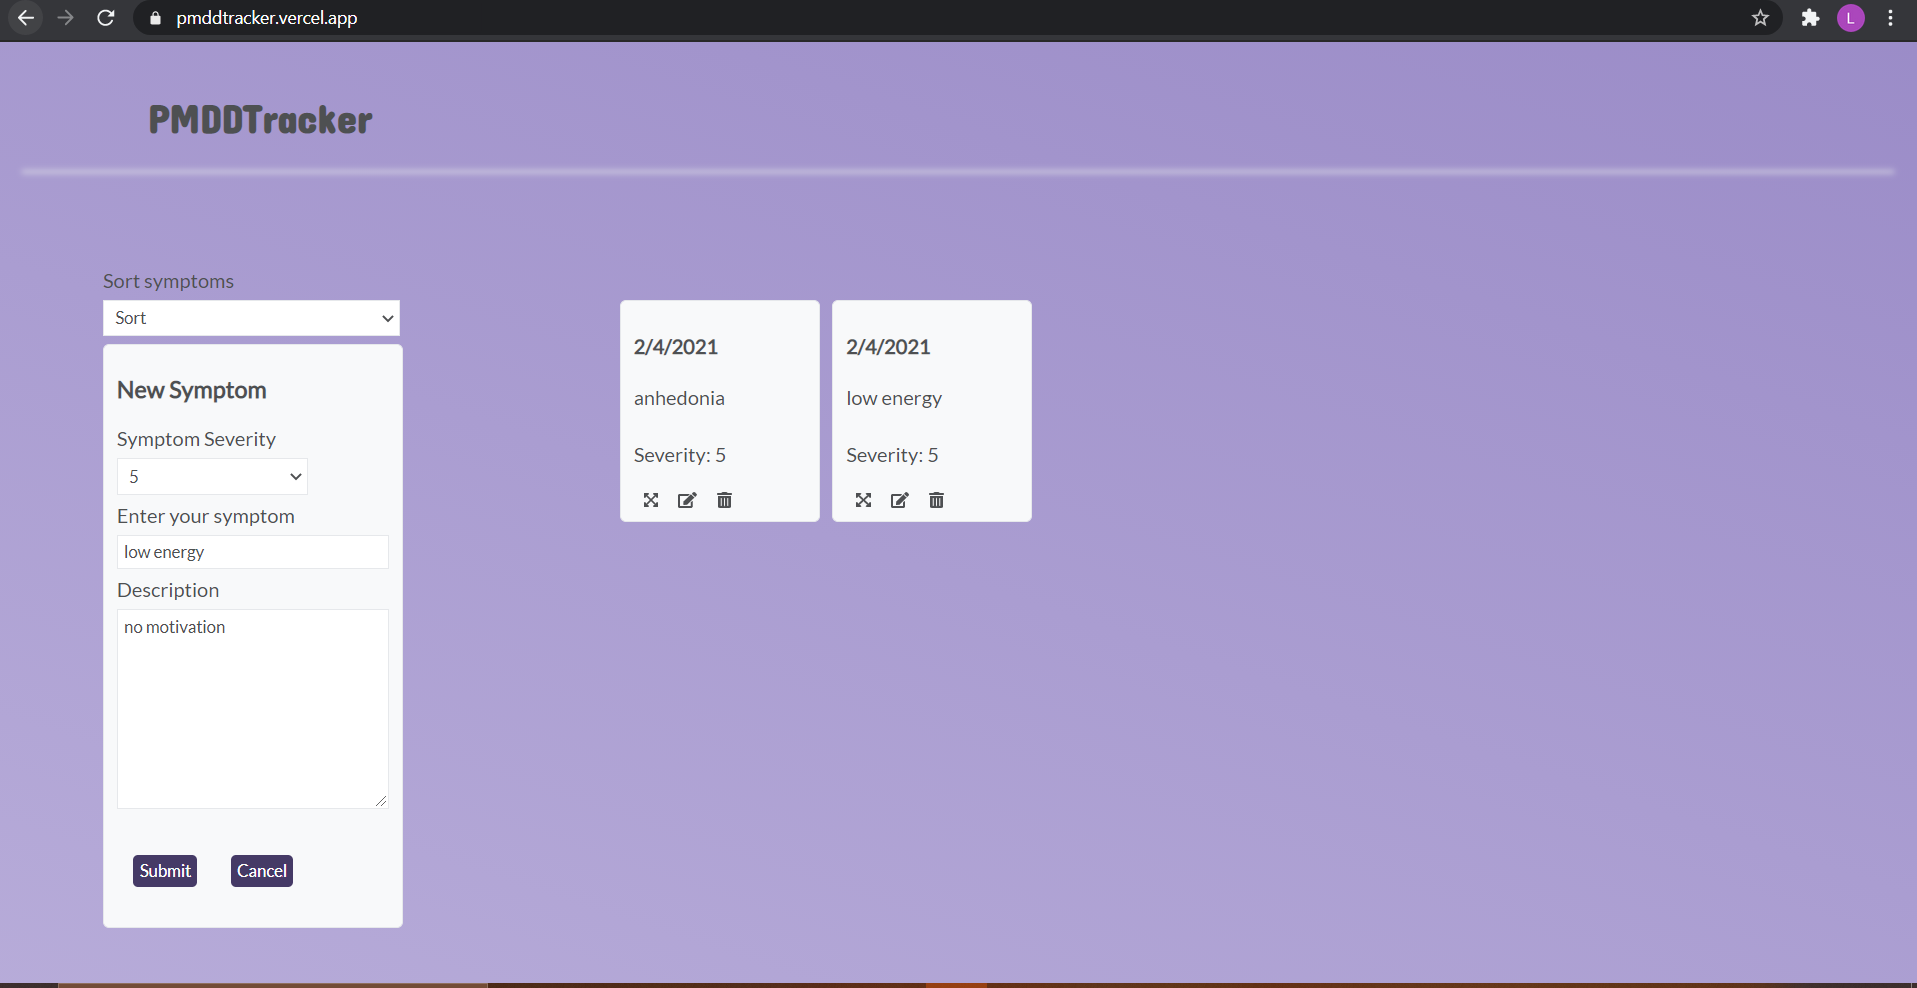 pmddtracker.vercel.app
L
PMDDTracker
Sort symptoms
Sort
New Symptom
Symptom Severity
5
Enter your symptom
low energy
Description
no motivation
Submit Cancel
2/4/2021
anhedonia
Severity: 5
2/4/2021
low energy
Severity: 5